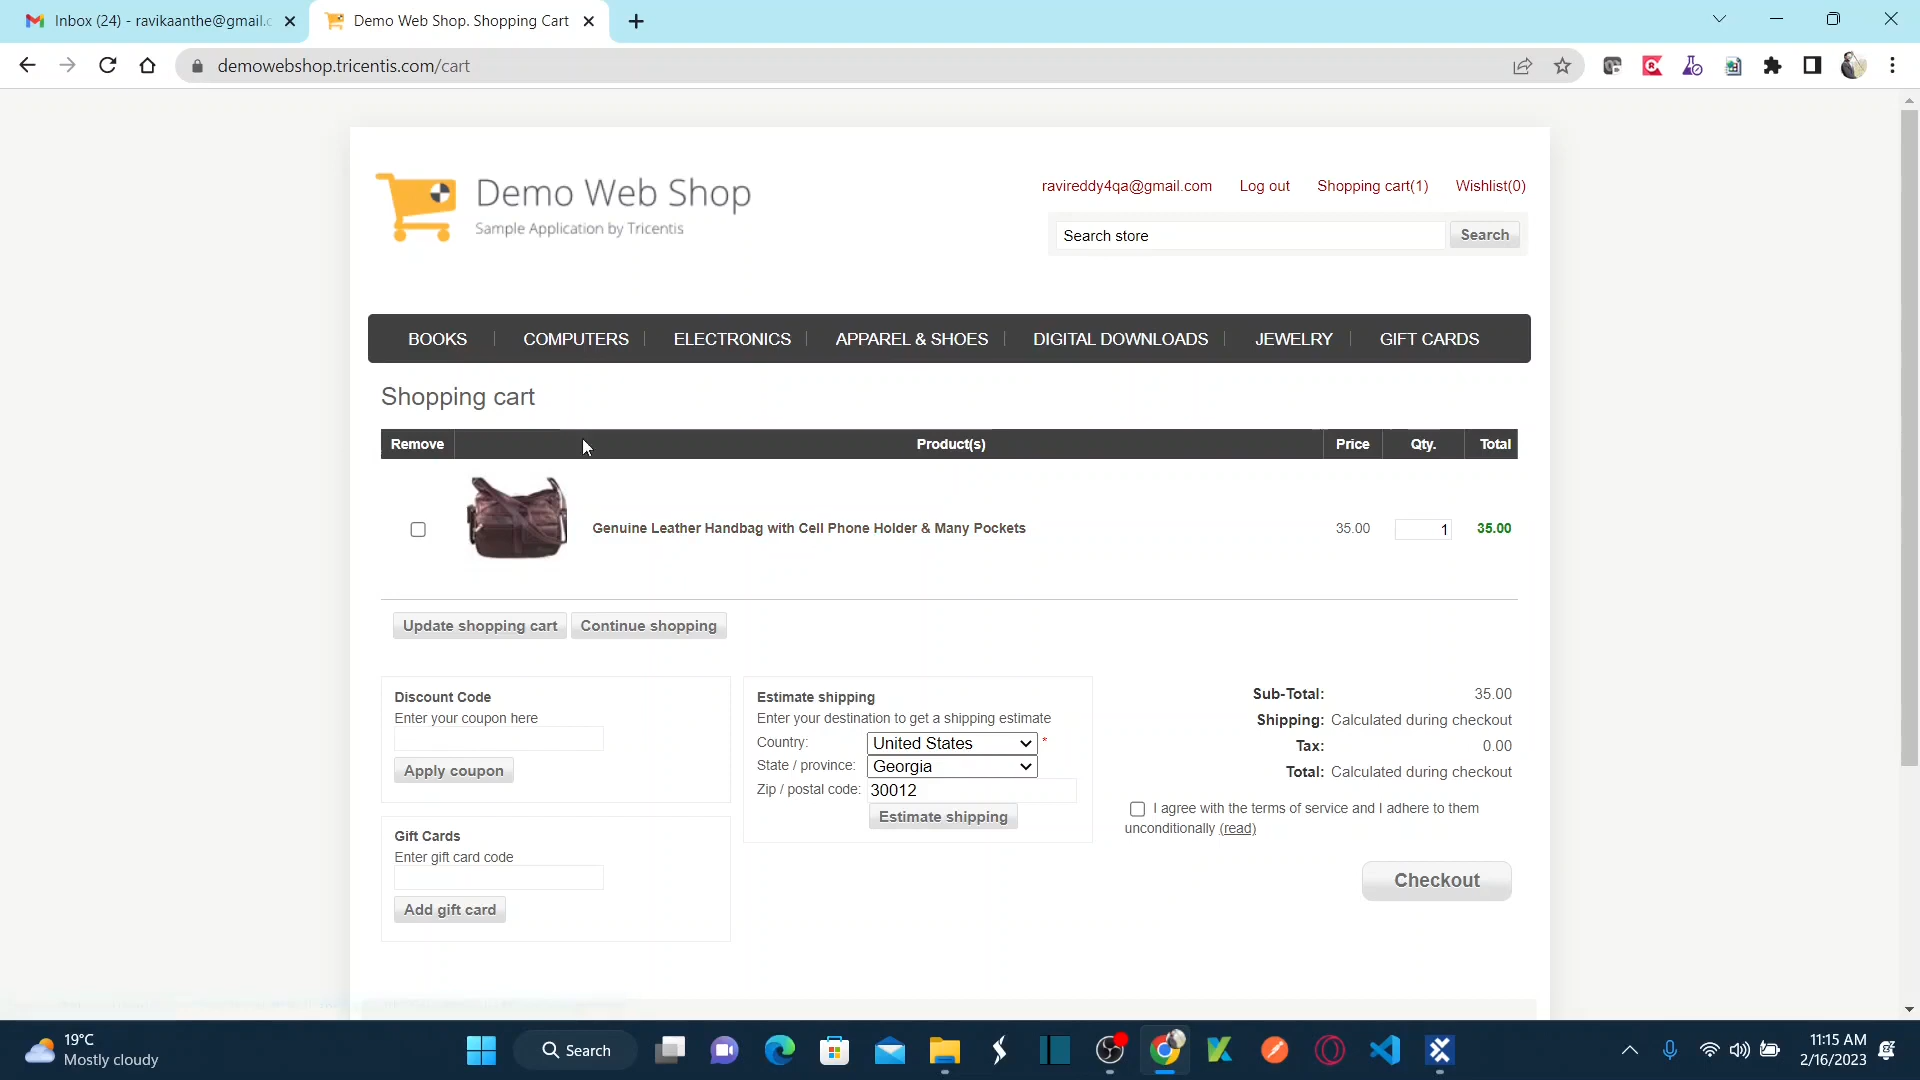 Inbox (24) - ravikaanthe@gmail.c
Demo Web Shop. Shopping Cart
demowebshop.tricentis.com/cart
Demo Web Shop
Sample Application by Tricentis
ravireddy4qa@gmail.com Log out Shopping cart(1) Wishlist(0)
Search store Search
BOOKS COMPUTERS ELECTRONICS APPAREL & SHOES DIGITAL DOWNLOADS JEWELRY GIFT CARDS
Shopping cart
Remove Product(s) Price Qty. Total
Genuine Leather Handbag with Cell Phone Holder & Many Pockets 35.00 1 35.00
Update shopping cart Continue shopping
Discount Code
Enter your coupon here
Apply coupon
Gift Cards
Enter gift card code
Add gift card
Estimate shipping
Enter your destination to get a shipping estimate
Country: United States *
State / province: Georgia
Zip / postal code: 30012
Estimate shipping
Sub-Total: 35.00
Shipping: Calculated during checkout
Tax: 0.00
Total: Calculated during checkout
I agree with the terms of service and I adhere to them
unconditionally (read)
Checkout
19°C
Mostly cloudy
Search
11:15 AM
2/16/2023